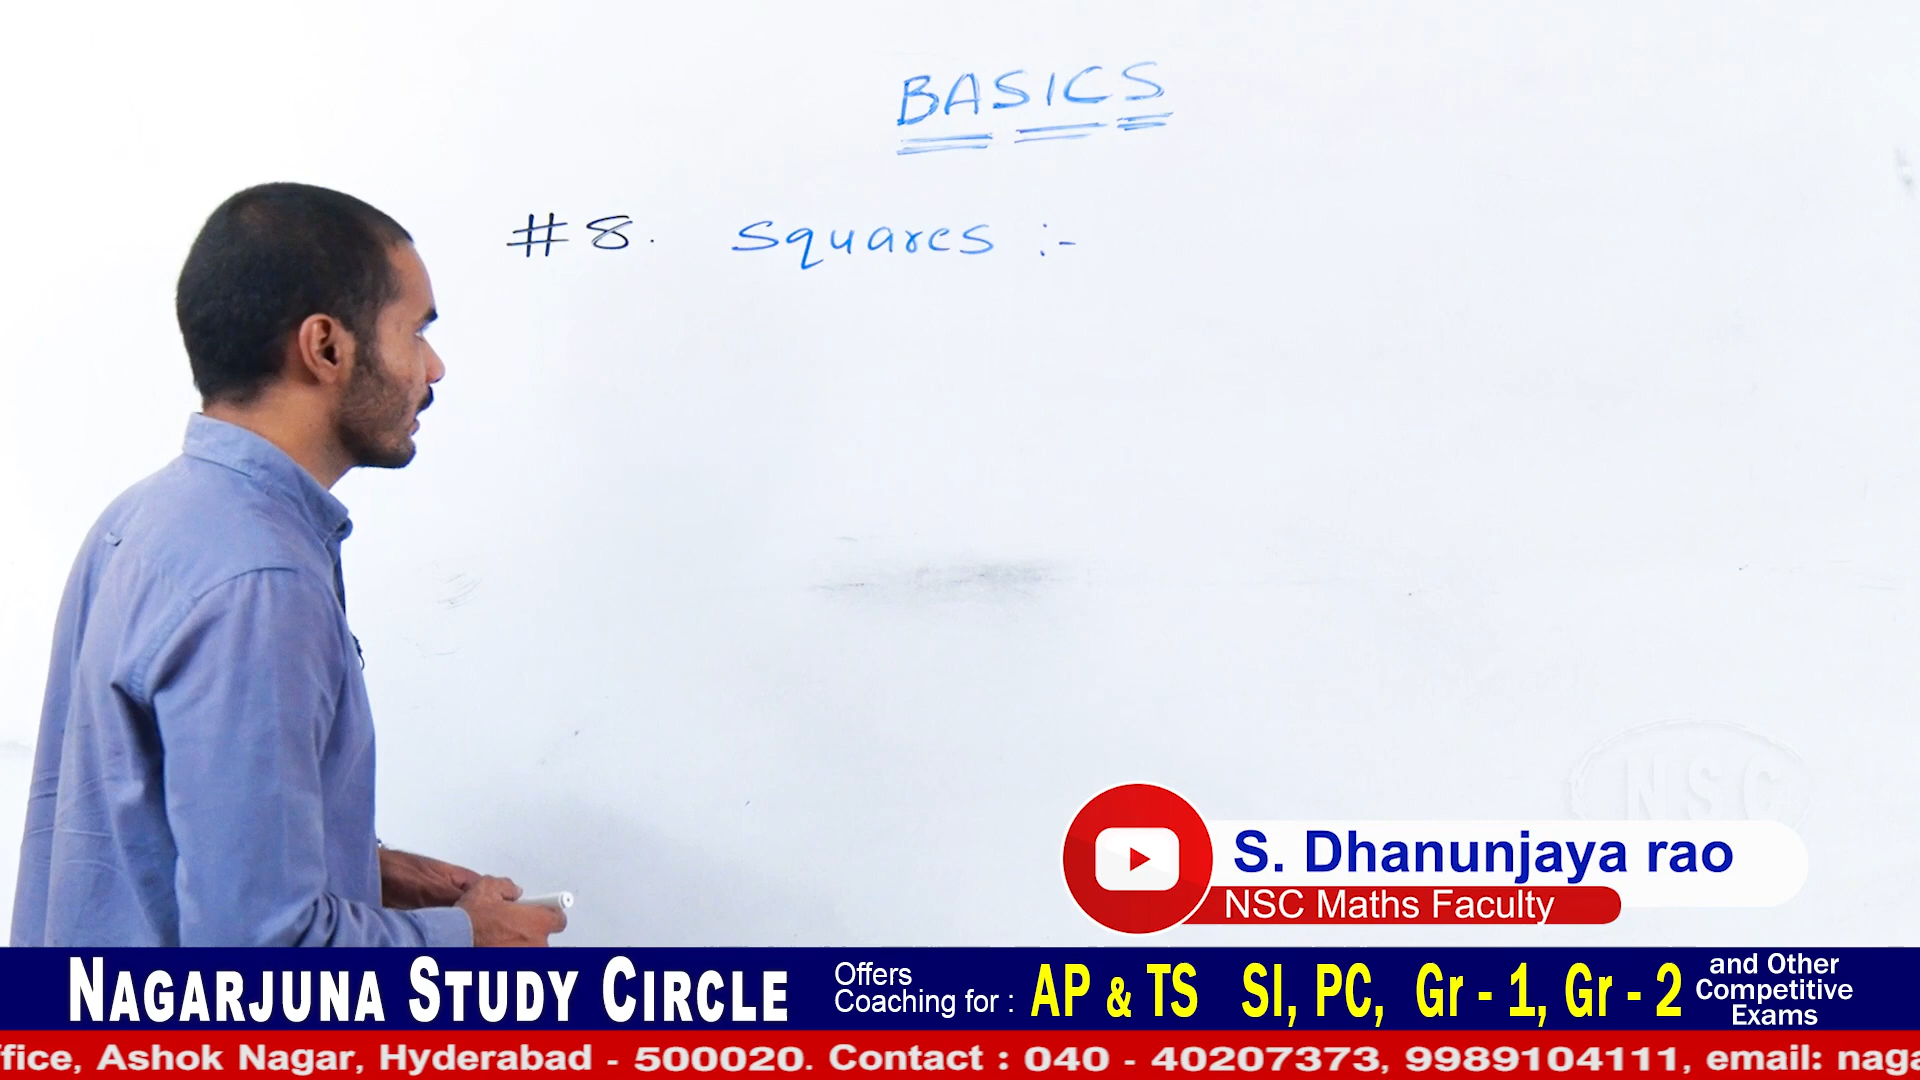 BASICS
#8. Squares :-
NSC
S. Dhanunjaya rao
NSC Maths Faculty
NAGARJUNA STUDY CIRCLE
Offers
Coaching for :
AP & TS SI, PC, Gr - 1, Gr - 2
and Other
Competitive
Exams
ffice, Ashok Nagar, Hyderabad - 500020. Contact : 040 - 40207373, 9989104111, email: naga